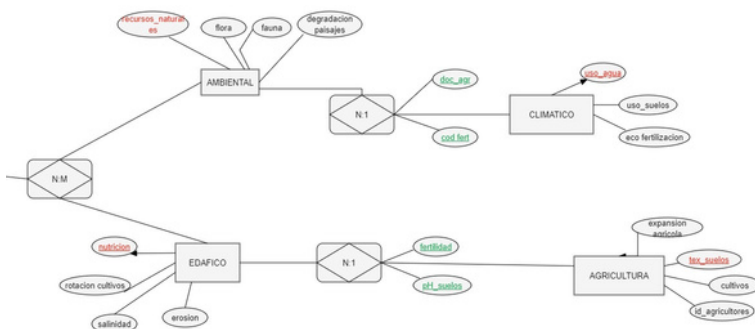 recursos_natural
es
flora
fauna
degradacion
paisajes
AMBIENTAL
N:1
doc_agr
cod fert
CLIMATICO
uso_agua
uso_suelos
eco fertilizacion
N:M
nutricion
EDAFICO
rotacion cultivos
salinidad
erosion
N:1
fertilidad
pH_suelos
expansion
agricola
AGRICULTURA
tex_suelos
cultivos
id_agricultores